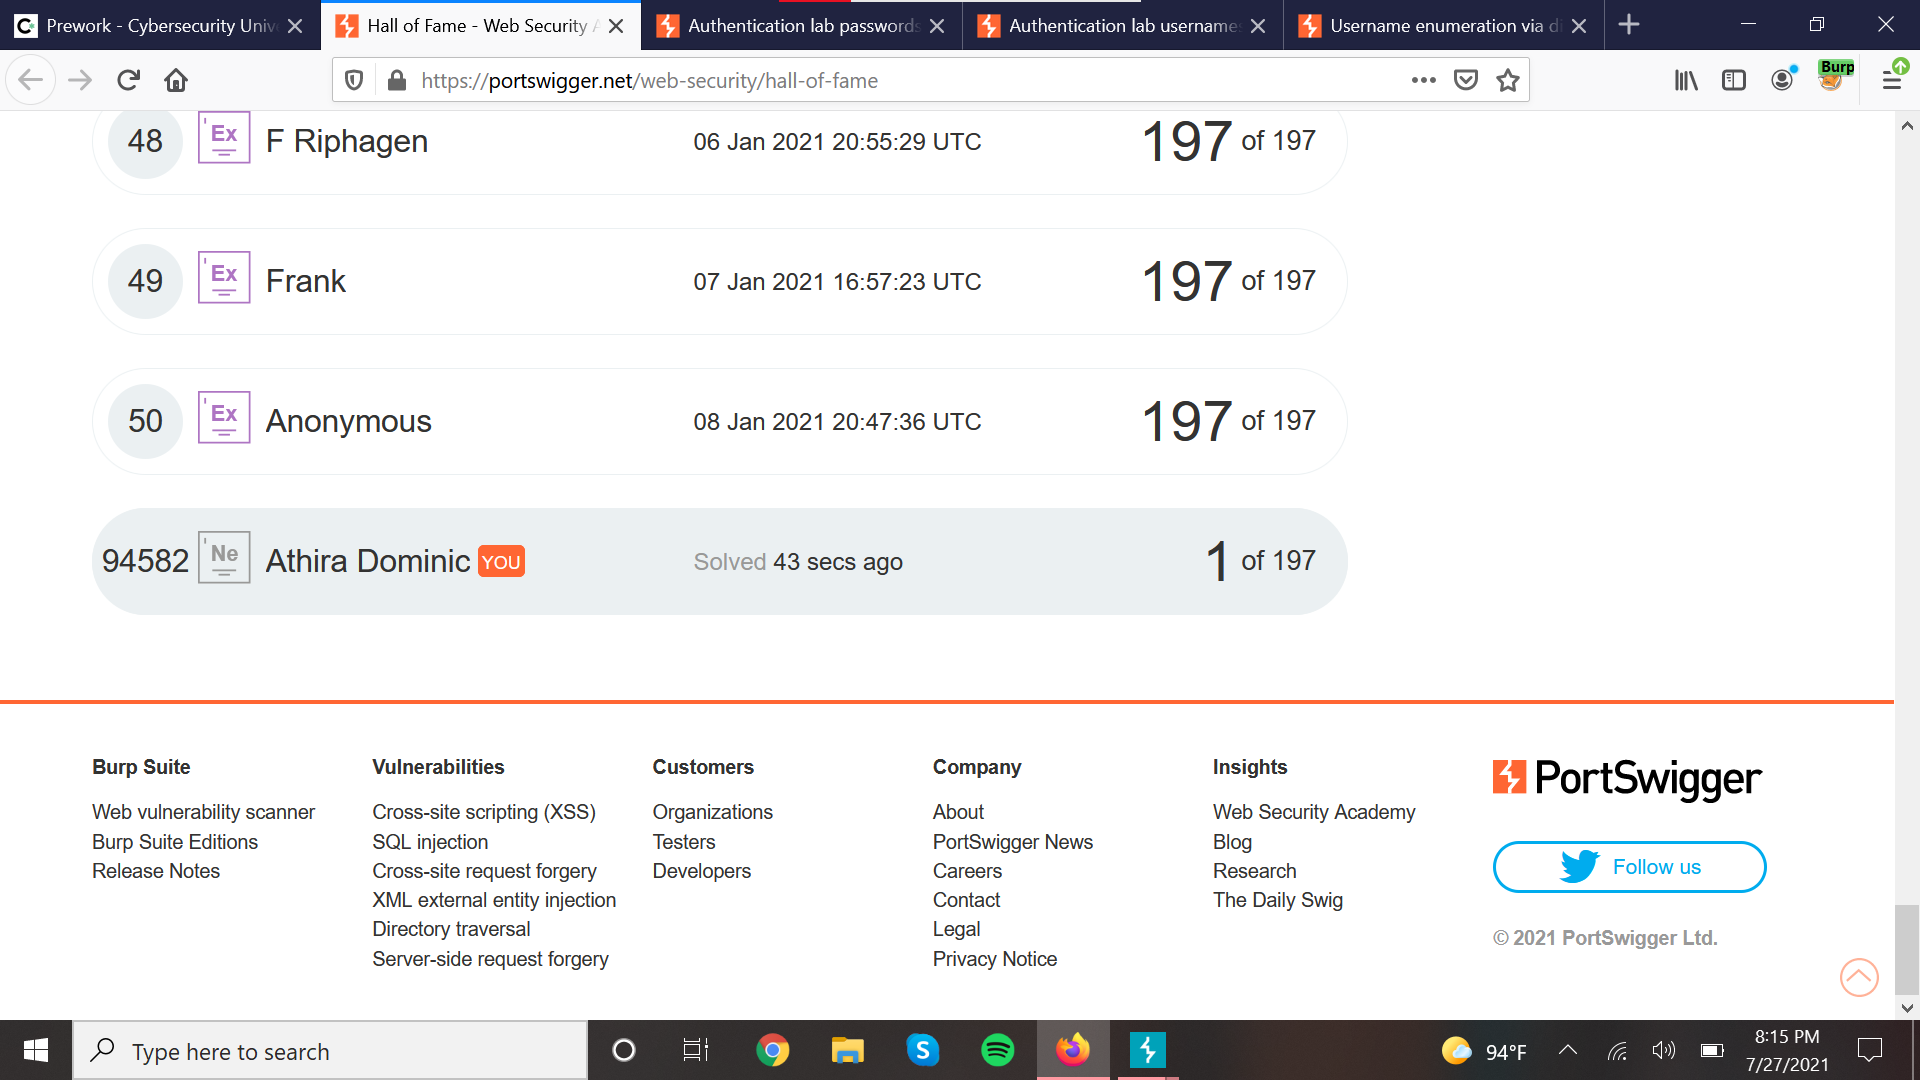 Prework - Cybersecurity Univ
Hall of Fame - Web Security A
Authentication lab passwords
Authentication lab usernames
Username enumeration via di
https://portswigger.net/web-security/hall-of-fame
Burp
48 Ex F Riphagen 06 Jan 2021 20:55:29 UTC 197 of 197
49 Ex Frank 07 Jan 2021 16:57:23 UTC 197 of 197
50 Ex Anonymous 08 Jan 2021 20:47:36 UTC 197 of 197
94582 Ne Athira Dominic YOU Solved 43 secs ago 1 of 197
Burp Suite
Web vulnerability scanner
Burp Suite Editions
Release Notes
Vulnerabilities
Cross-site scripting (XSS)
SQL injection
Cross-site request forgery
XML external entity injection
Directory traversal
Server-side request forgery
Customers
Organizations
Testers
Developers
Company
About
PortSwigger News
Careers
Contact
Legal
Privacy Notice
Insights
Web Security Academy
Blog
Research
The Daily Swig
PortSwigger
Follow us
© 2021 PortSwigger Ltd.
Type here to search
94°F
8:15 PM
7/27/2021